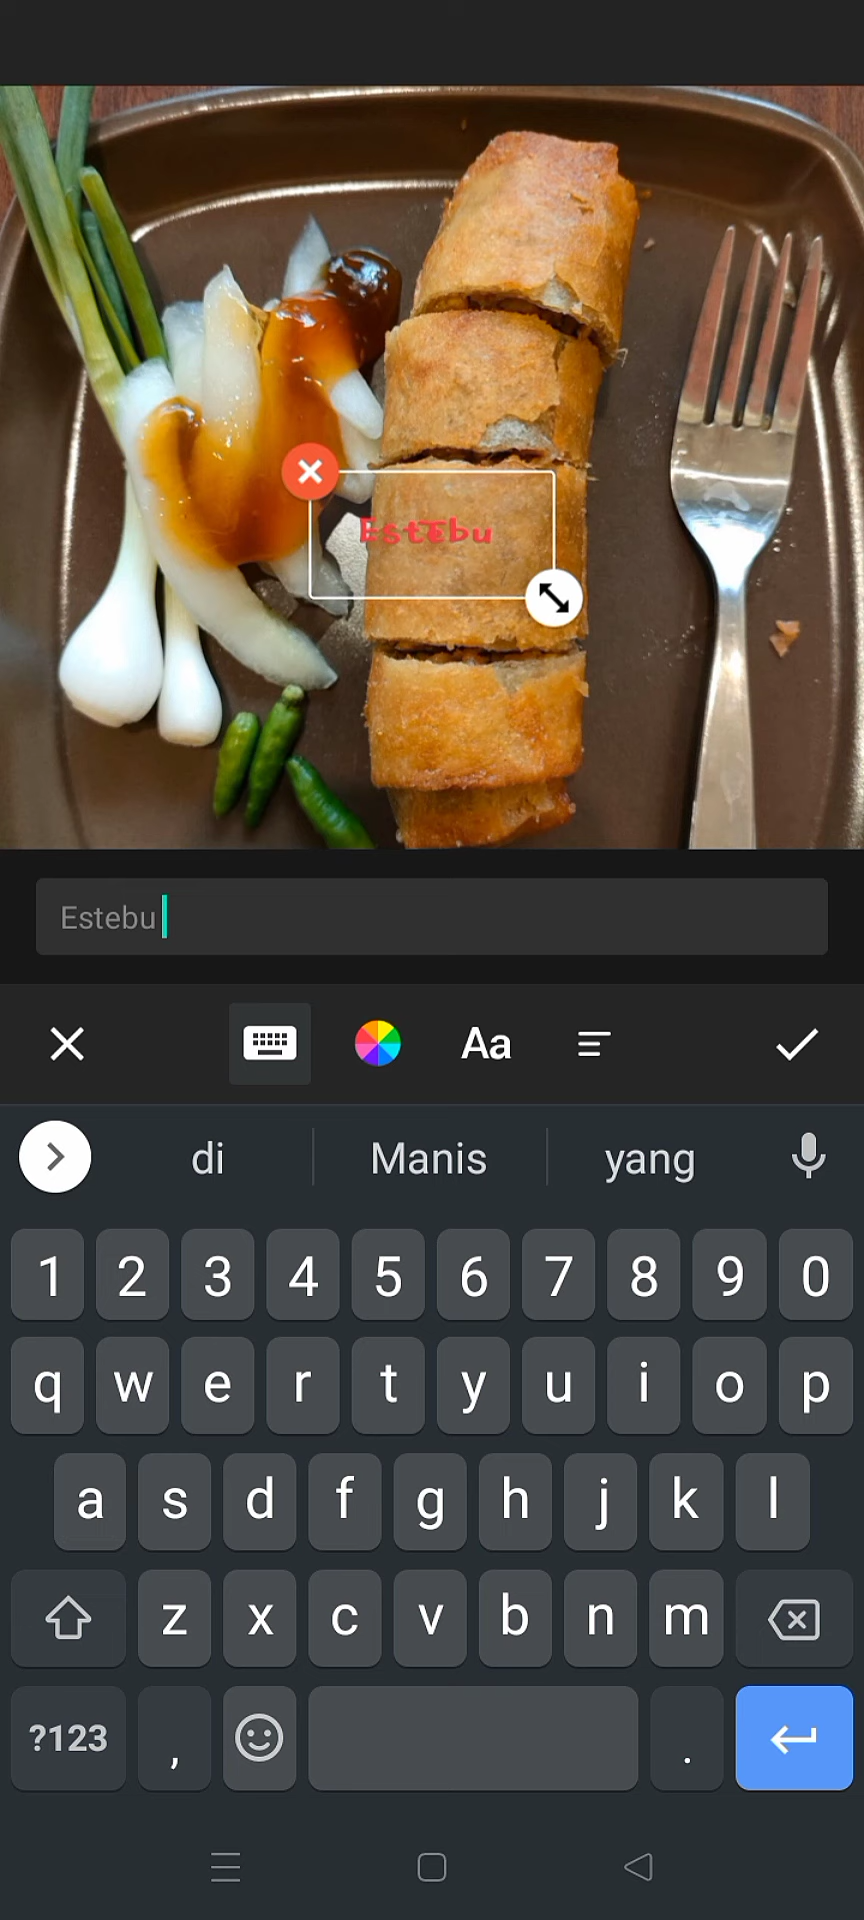 Estebu
Estebu
Aa
di Manis yang
1 2 3 4 5 6 7 8 9 0
q w e r t y u i o p
a s d f g h j k l
z x c v b n m
?123 , .